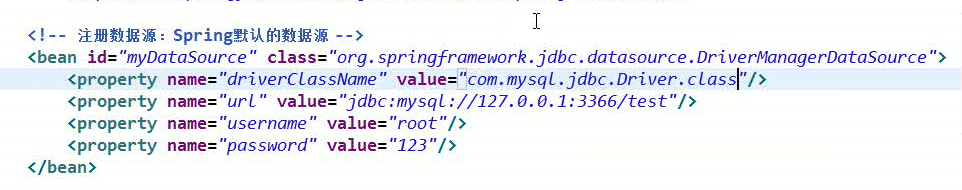 <!-- 注册数据源：Spring默认的数据源 -->
<bean id="myDataSource" class="org.springframework.jdbc.datasource.DriverManagerDataSource">
<property name="driverClassName" value="com.mysql.jdbc.Driver.class"/>
<property name="url" value="jdbc:mysql://127.0.0.1:3366/test"/>
<property name="username" value="root"/>
<property name="password" value="123"/>
</bean>